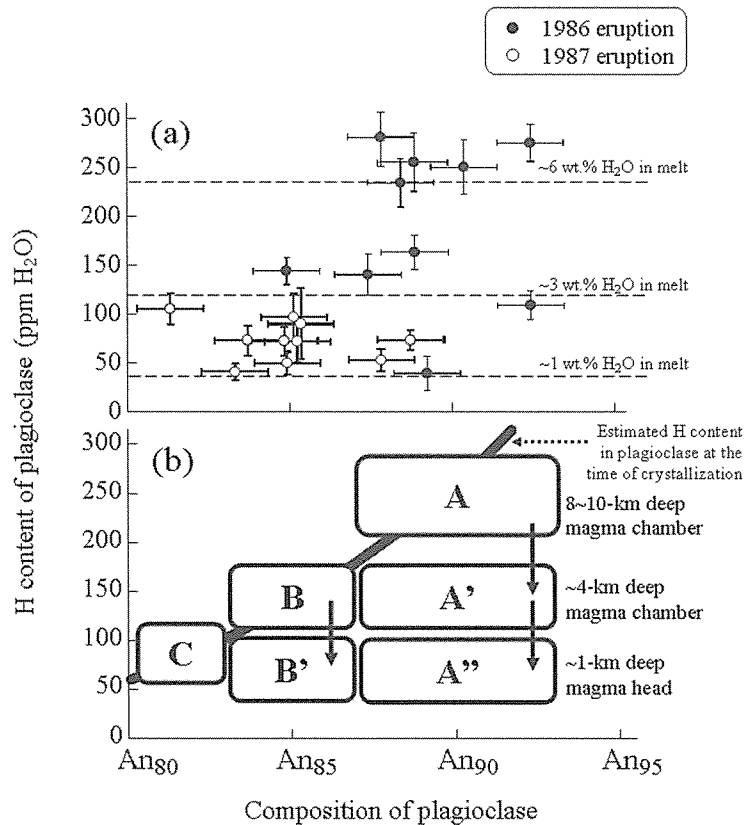 1986 eruption
1987 eruption
H content of plagioclase (ppm H₂O)
(a)
300
250
200
150
100
50
0
~6 wt.% H₂O in melt
~3 wt.% H₂O in melt
~1 wt.% H₂O in melt
(b)
300
250
200
150
100
50
0
Estimated H content
in plagioclase at the
time of crystallization
A
8~10-km deep
magma chamber
B
A'
~4-km deep
magma chamber
C
B'
A''
~1-km deep
magma head
An₈₀
An₈₅
An₉₀
An₉₅
Composition of plagioclase